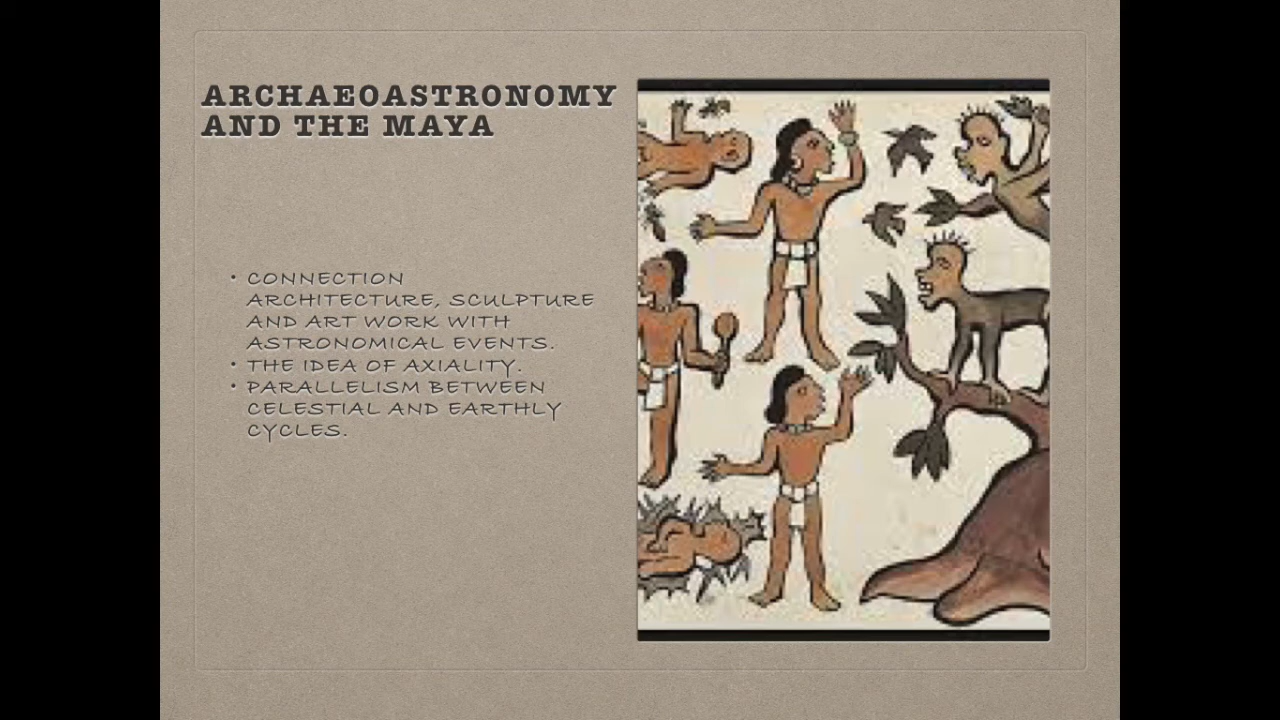 ARCHAEOASTRONOMY
AND THE MAYA
• CONNECTION
ARCHITECTURE, SCULPTURE
AND ART WORK WITH
ASTRONOMICAL EVENTS.
• THE IDEA OF AXIALITY.
• PARALLELISM BETWEEN
CELESTIAL AND EARTHLY
CYCLES.